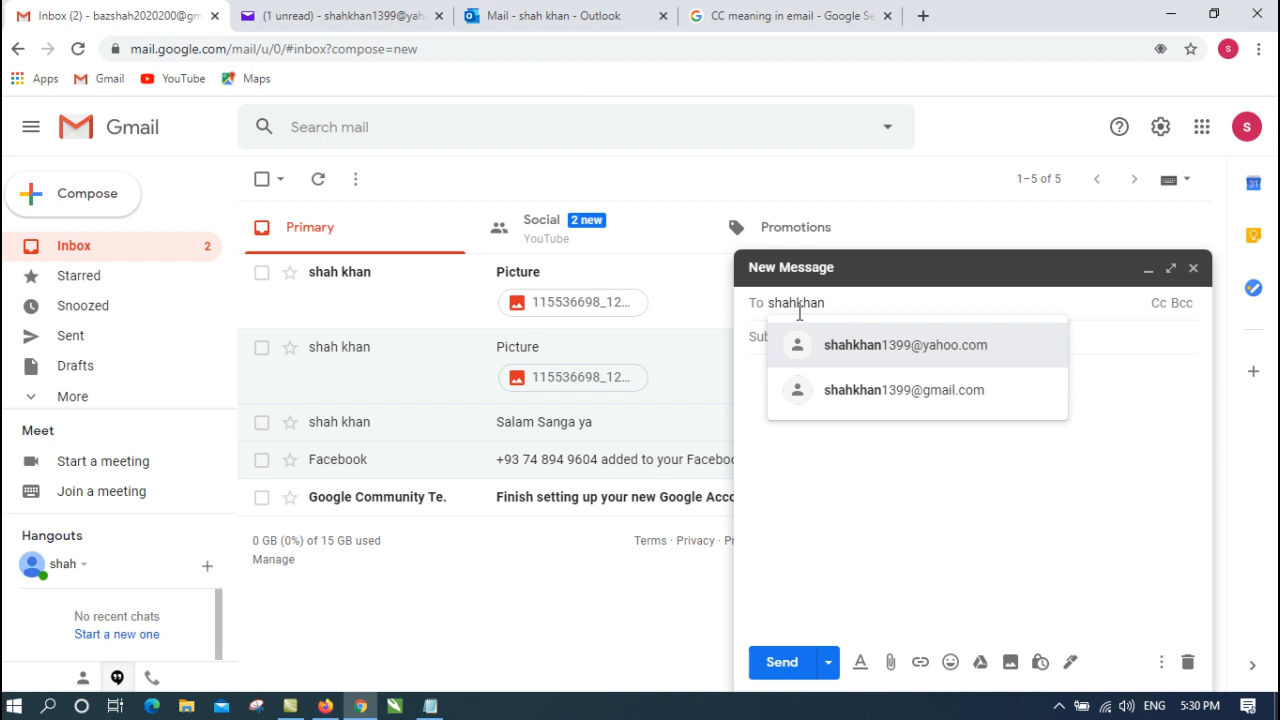 Inbox (2) - bazshah2020200@gm
(1 unread) - shahkhan1399@yaho
Mail - shah khan - Outlook
CC meaning in email - Google Se
mail.google.com/mail/u/0/#inbox?compose=new
S
Apps
Gmail
YouTube
Maps
Gmail
Search mail
S
Compose
1–5 of 5
Inbox 2
Starred
Snoozed
Sent
Drafts
More
Primary
Social 2 new
YouTube
Promotions
shah khan Picture
115536698_12...
shah khan Picture
115536698_12...
shah khan Salam Sanga ya
Facebook +93 74 894 9604 added to your Faceboo
Google Community Te. Finish setting up your new Google Acco
0 GB (0%) of 15 GB used
Manage
Terms · Privacy · Pr
Meet
Start a meeting
Join a meeting
Hangouts
shah
No recent chats
Start a new one
New Message
To shahkhan Cc Bcc
Sub
shahkhan1399@yahoo.com
shahkhan1399@gmail.com
Send
31
ENG 5:30 PM